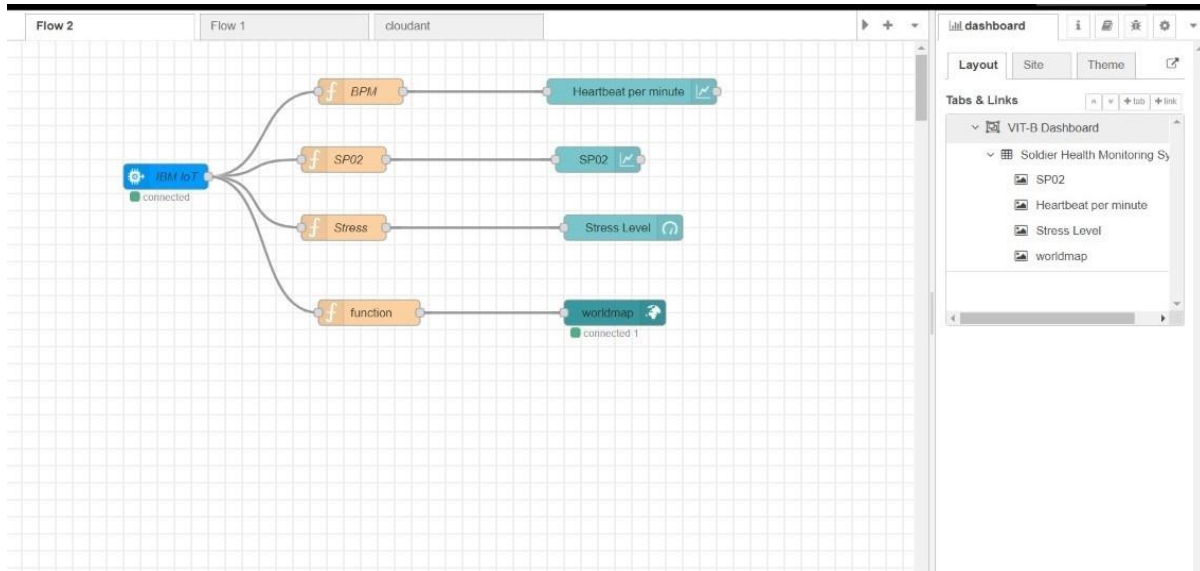 Flow 2
Flow 1
cloudant
dashboard
i
Layout
Site
Theme
Tabs & Links
+ tab
+ link
VIT-B Dashboard
Soldier Health Monitoring Sy
SP02
Heartbeat per minute
Stress Level
worldmap
BPM
Heartbeat per minute
SP02
SP02
IBM IoT
connected
Stress
Stress Level
function
worldmap
connected 1